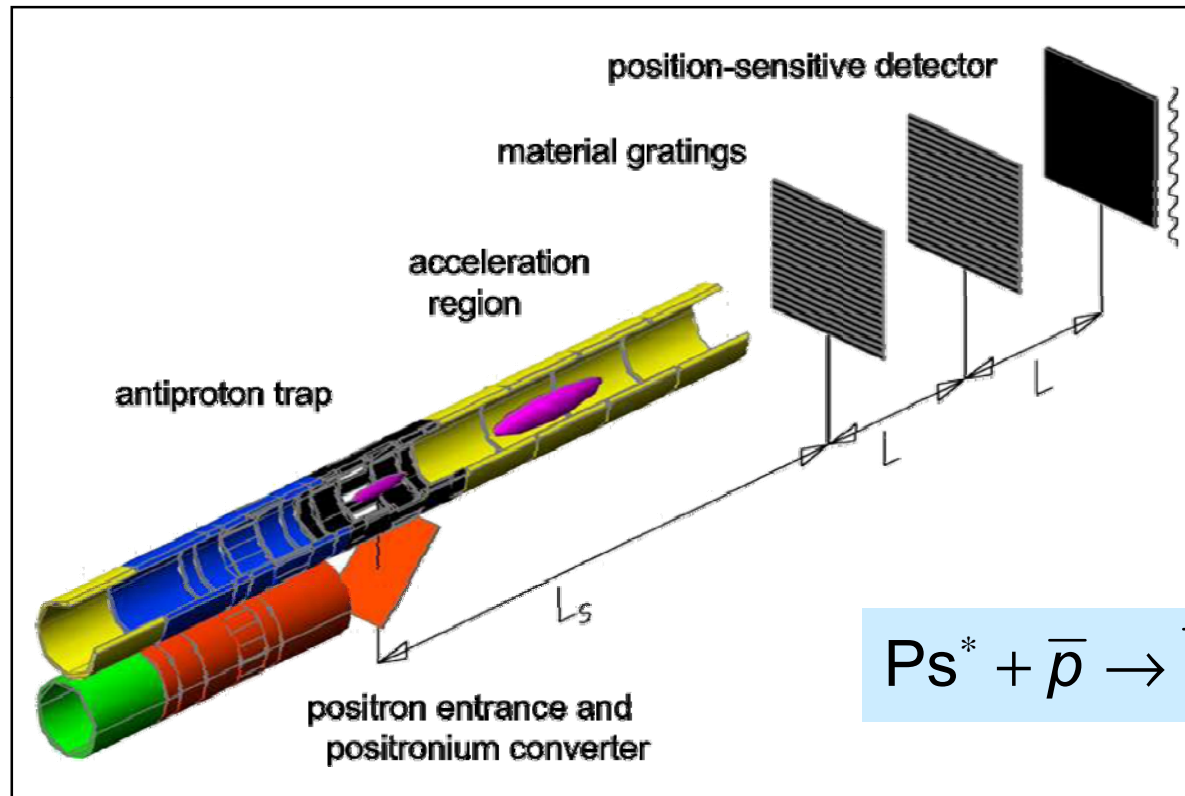 position-sensitive detector
material gratings
acceleration
region
antiproton trap
L
L
Ls
Ps* + p̅ →
positron entrance and
positronium converter